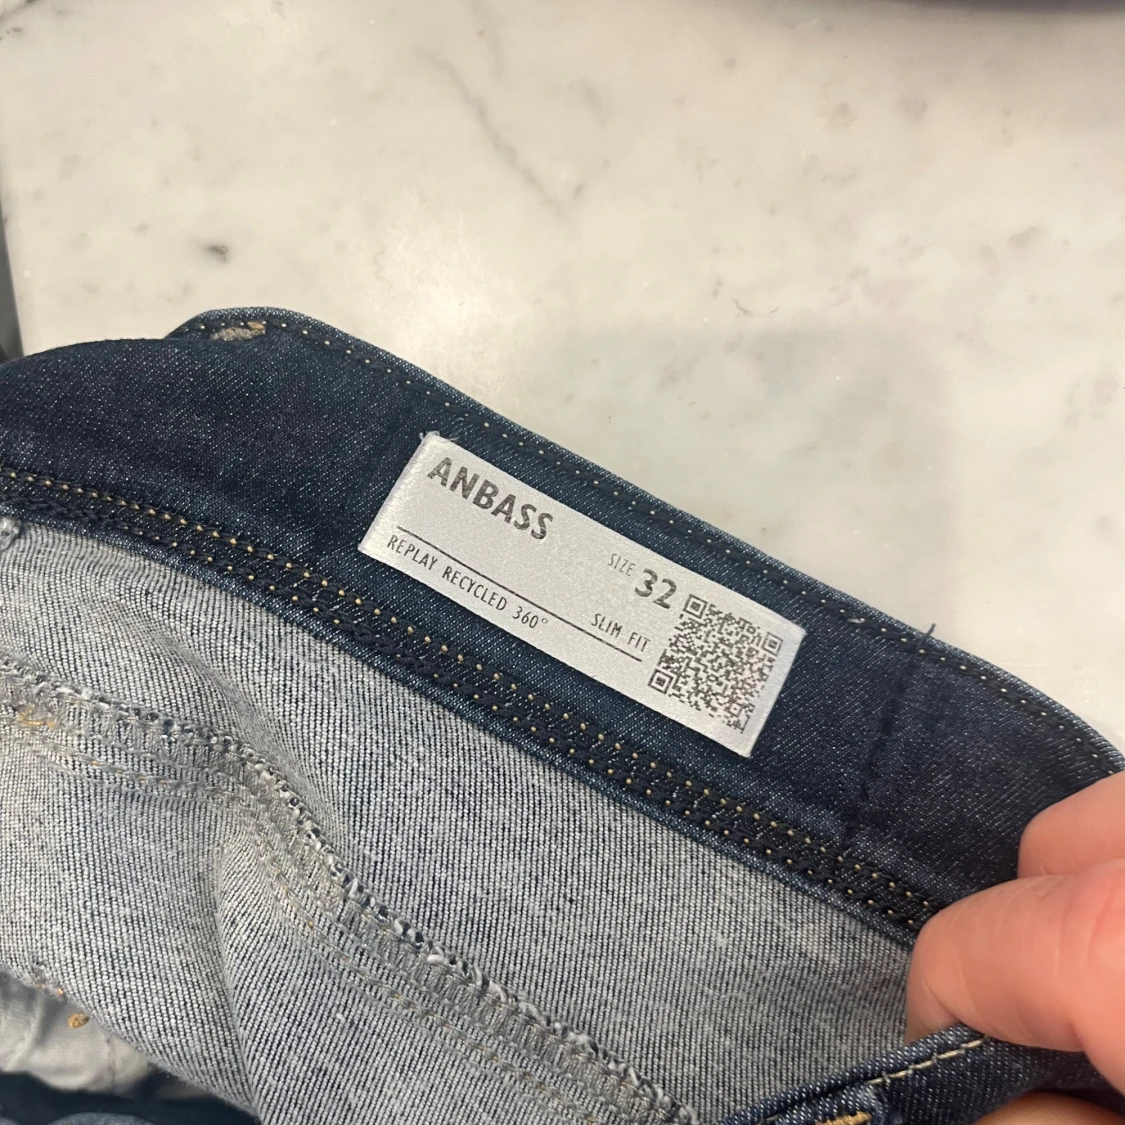 ANBASS
SIZE 32
SLIM FIT
REPLAY RECYCLED 360°